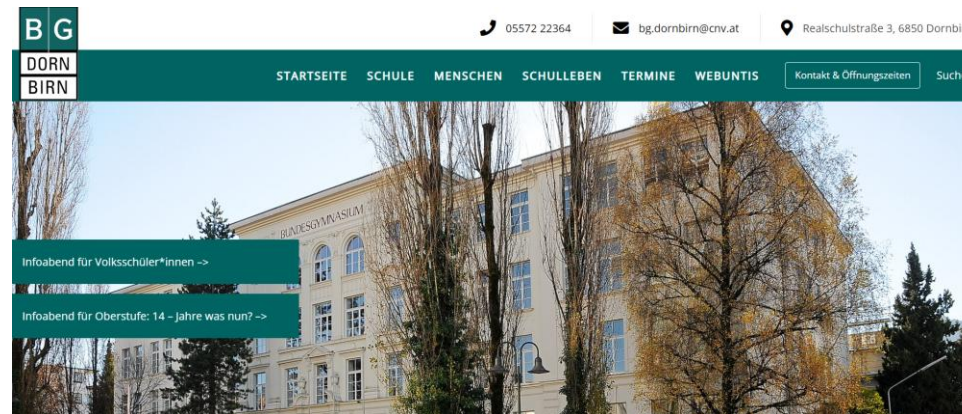 BG
DORN
BIRN
05572 22364
bg.dornbirn@cnv.at
Realschulstraße 3, 6850 Dornbi
STARTSEITE SCHULE MENSCHEN SCHULLEBEN TERMINE WEBUNTIS Kontakt & Öffnungszeiten Suche
BUNDESGYMNASIUM
Infoabend für Volksschüler*innen –>
Infoabend für Oberstufe: 14 – Jahre was nun? –>